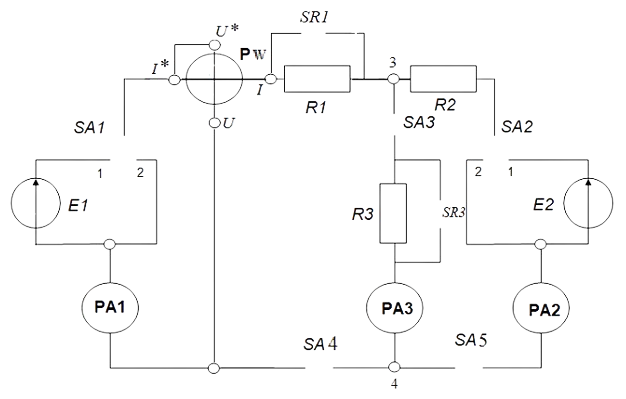 SR1
U*
PW
I*
I
R1
3
R2
U
SA1
SA3
SA2
1 2
2 1
E1
R3
SR3
E2
PA1
PA3
PA2
SA4
SA5
4